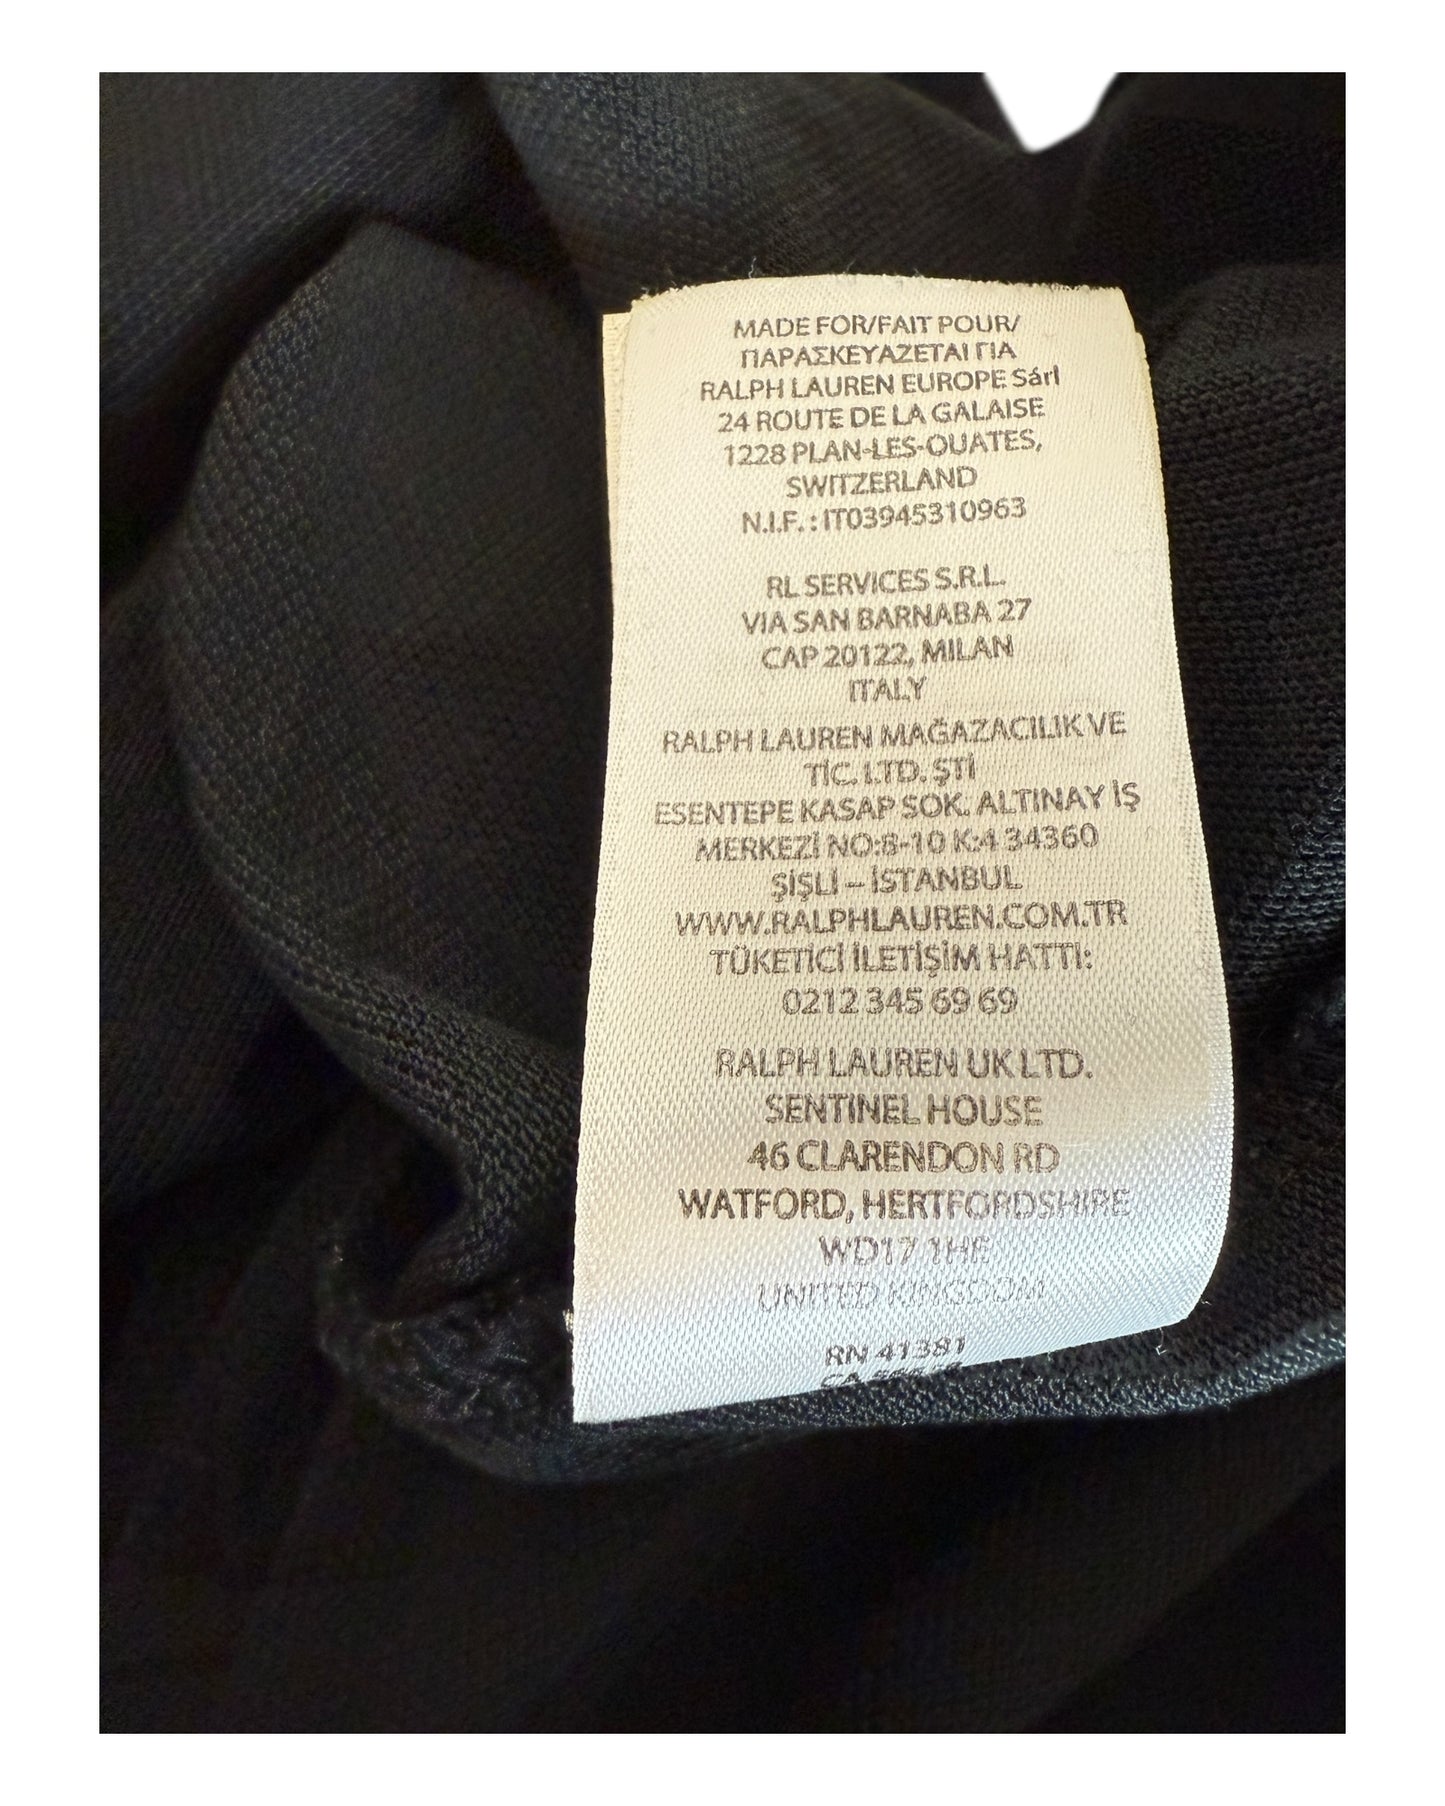 MADE FOR/FAIT POUR/
ΠΑΡΑΣΚΕΥΑΖΕΤΑΙ ΓΙΑ
RALPH LAUREN EUROPE Sárl
24 ROUTE DE LA GALAISE
1228 PLAN-LES-OUATES,
SWITZERLAND
N.I.F. : IT03945310963
RL SERVICES S.R.L.
VIA SAN BARNABA 27
CAP 20122, MILAN
ITALY
RALPH LAUREN MAĞAZACILIK VE
TİC. LTD. ŞTİ
ESENTEPE KASAP SOK. ALTINAY İŞ
MERKEZİ NO:8-10 K:4 34360
ŞİŞLİ – İSTANBUL
WWW.RALPHLAUREN.COM.TR
TÜKETİCİ İLETİŞİM HATTI:
0212 345 69 69
RALPH LAUREN UK LTD.
SENTINEL HOUSE
46 CLARENDON RD
WATFORD, HERTFORDSHIRE
WD17 1HE
UNITED KINGDOM
RN 41381
CA